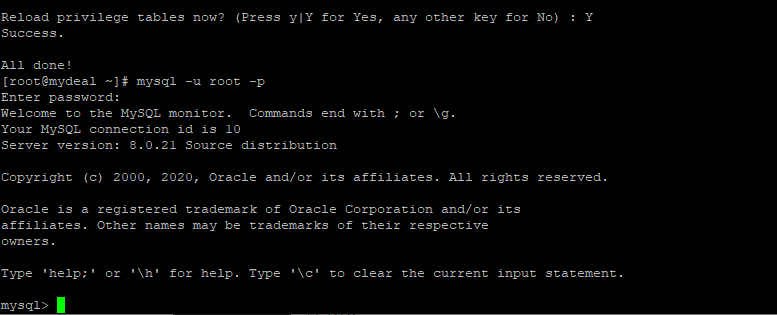 Reload privilege tables now? (Press y|Y for Yes, any other key for No) : Y
Success.
All done!
[root@mydeal ~]# mysql -u root -p
Enter password:
Welcome to the MySQL monitor.  Commands end with ; or \g.
Your MySQL connection id is 10
Server version: 8.0.21 Source distribution
Copyright (c) 2000, 2020, Oracle and/or its affiliates. All rights reserved.
Oracle is a registered trademark of Oracle Corporation and/or its
affiliates. Other names may be trademarks of their respective
owners.
Type 'help;' or '\h' for help. Type '\c' to clear the current input statement.
mysql>